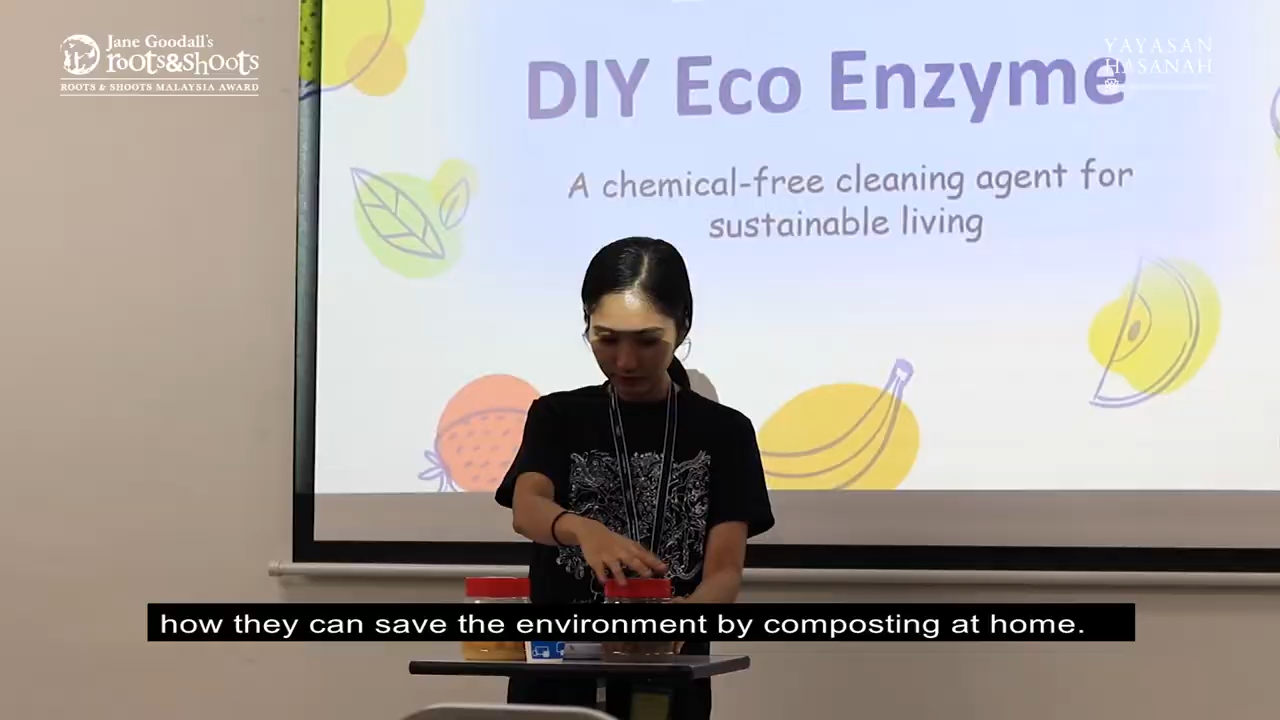 Jane Goodall's
roots&shoots
ROOTS & SHOOTS MALAYSIA AWARD
YAYASAN
HASANAH
DIY Eco Enzyme
A chemical-free cleaning agent for
sustainable living
how they can save the environment by composting at home.